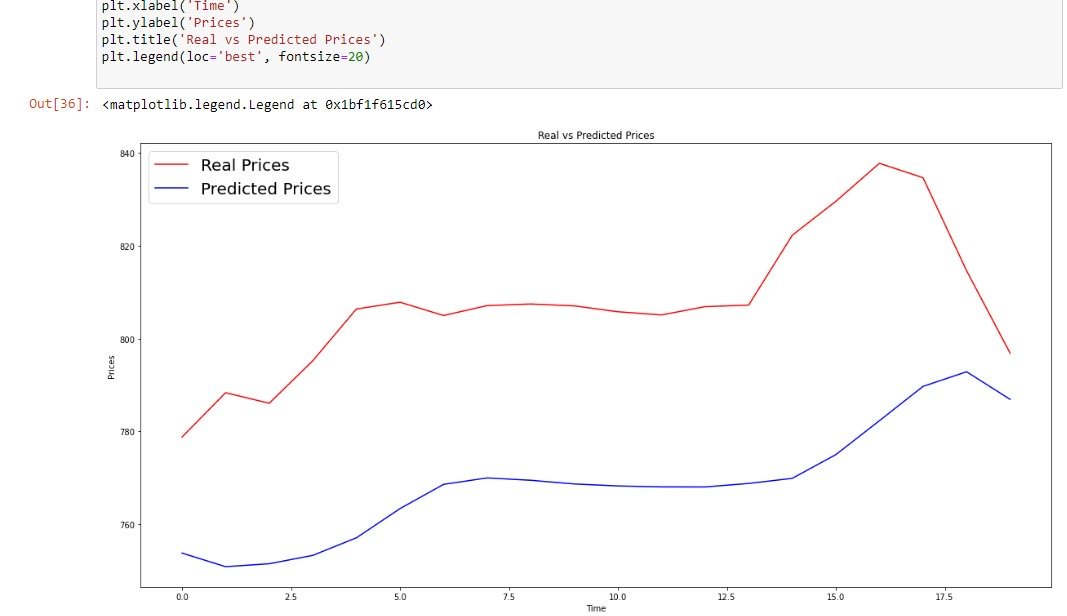 plt.xlabel('Time')
plt.ylabel('Prices')
plt.title('Real vs Predicted Prices')
plt.legend(loc='best', fontsize=20)
Out[36]: <matplotlib.legend.Legend at 0x1bf1f615cd0>
Real vs Predicted Prices
Real Prices
Predicted Prices
840
820
800
780
760
Prices
0.0 2.5 5.0 7.5 10.0 12.5 15.0 17.5
Time